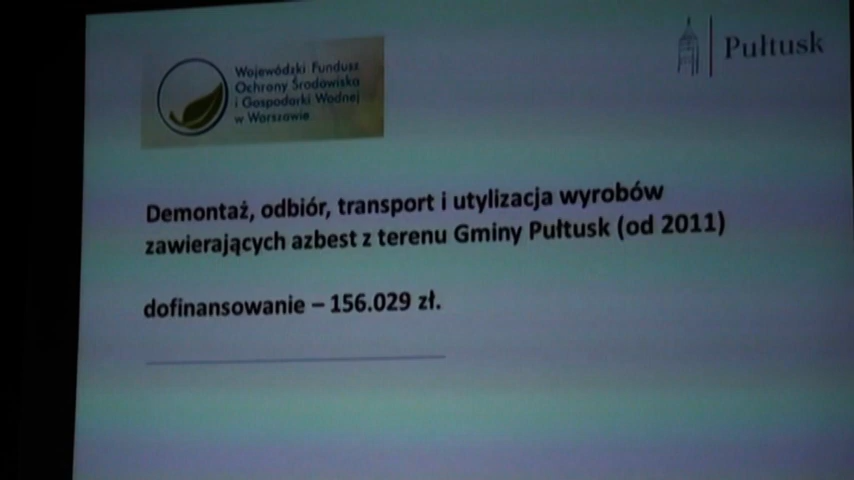 Wojewódzki Fundusz
Ochrony Środowiska
i Gospodarki Wodnej
w Warszawie
Pułtusk
Demontaż, odbiór, transport i utylizacja wyrobów
zawierających azbest z terenu Gminy Pułtusk (od 2011)
dofinansowanie – 156.029 zł.